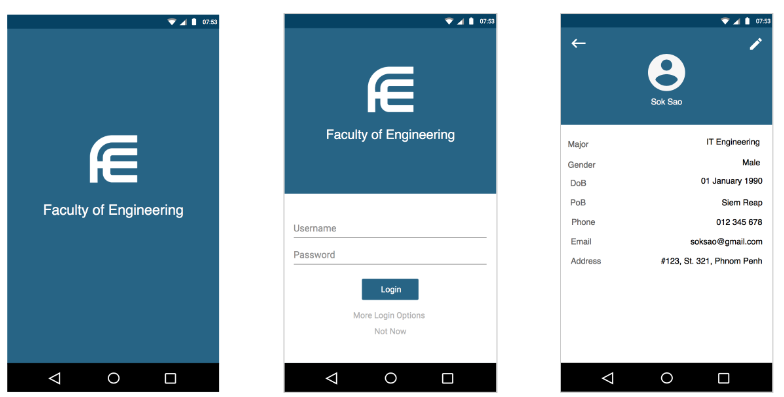 07:53
FE
Faculty of Engineering
07:53
FE
Faculty of Engineering
Username
Password
Login
More Login Options
Not Now
07:53
Sok Sao
Major IT Engineering
Gender Male
DoB 01 January 1990
PoB Siem Reap
Phone 012 345 678
Email soksao@gmail.com
Address #123, St. 321, Phnom Penh